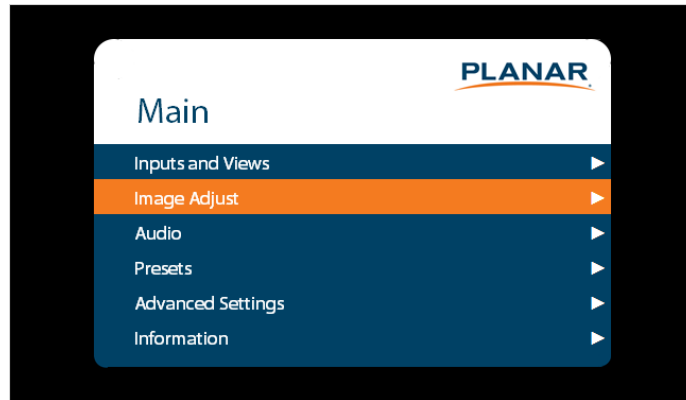 PLANAR
Main
Inputs and Views
Image Adjust
Audio
Presets
Advanced Settings
Information